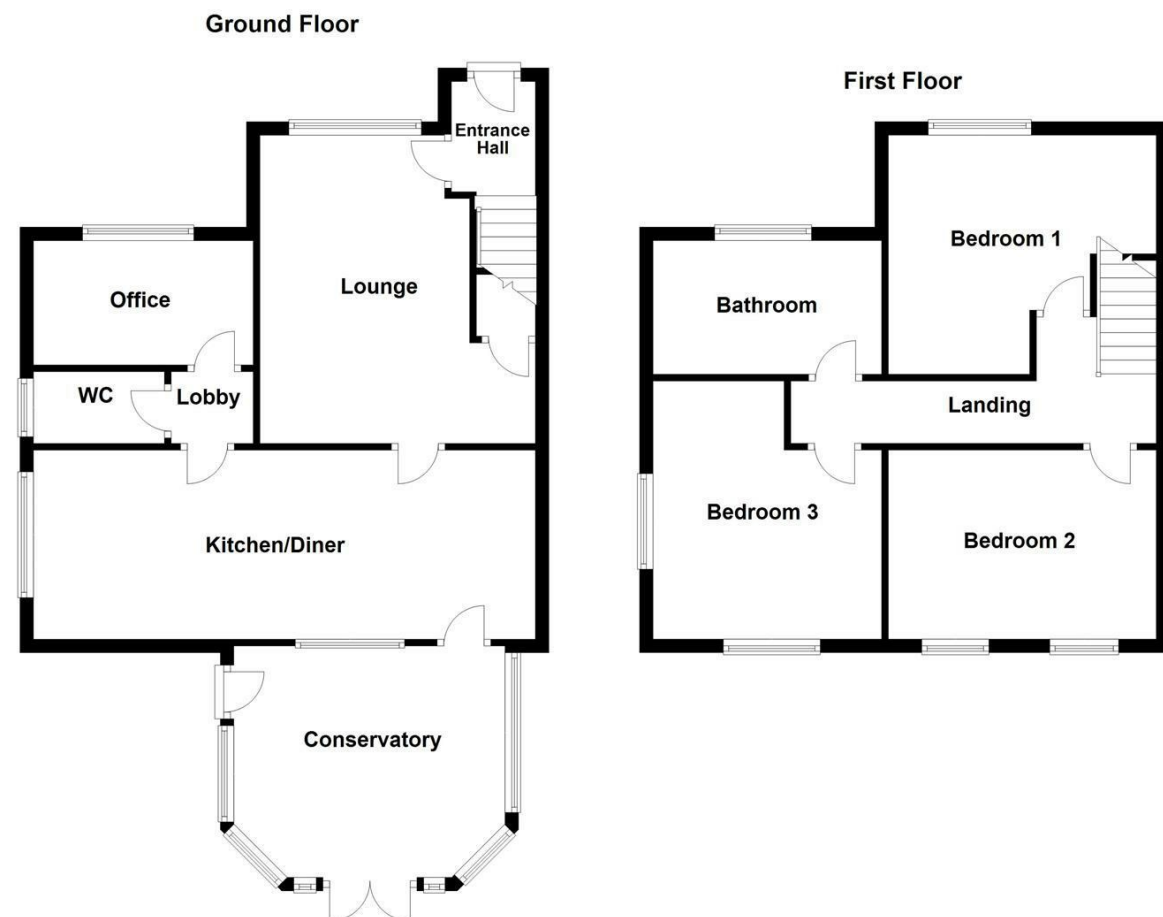 Ground Floor
Entrance
Hall
Lounge
Office
WC
Lobby
Kitchen/Diner
Conservatory
First Floor
Bedroom 1
Bathroom
Landing
Bedroom 3
Bedroom 2